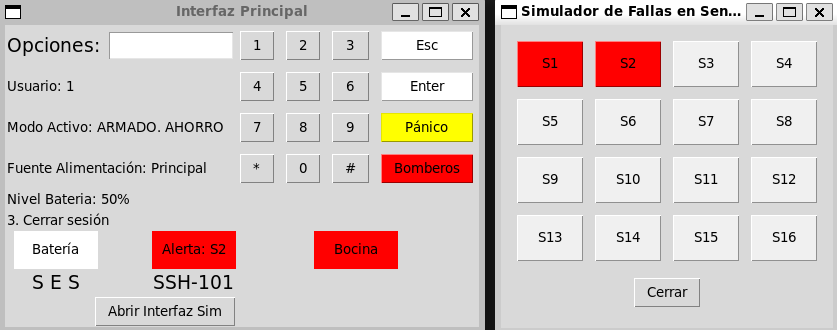 Interfaz Principal
Opciones: 1 2 3 Esc
Usuario: 1 4 5 6 Enter
Modo Activo: ARMADO. AHORRO 7 8 9 Pánico
Fuente Alimentación: Principal * 0 # Bomberos
Nivel Bateria: 50%
3. Cerrar sesión
Batería Alerta: S2 Bocina
S E S SSH-101
Abrir Interfaz Sim
Simulador de Fallas en Sen...
S1 S2 S3 S4
S5 S6 S7 S8
S9 S10 S11 S12
S13 S14 S15 S16
Cerrar